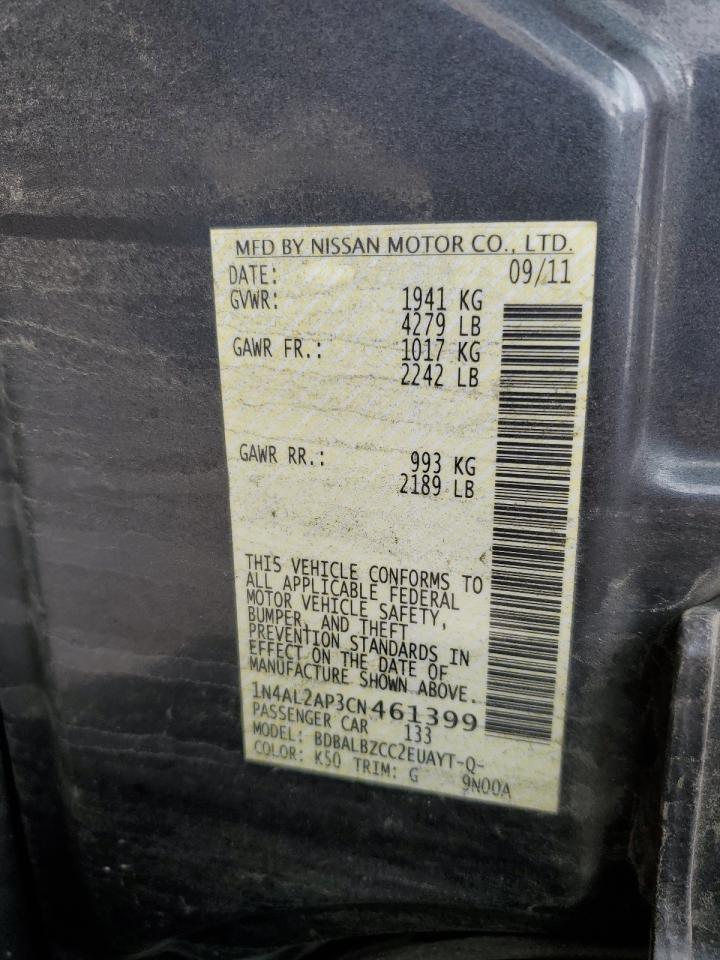 MFD BY NISSAN MOTOR CO., LTD.
DATE: 09/11
GVWR: 1941 KG
4279 LB
GAWR FR.: 1017 KG
2242 LB
GAWR RR.: 993 KG
2189 LB
THIS VEHICLE CONFORMS TO
ALL APPLICABLE FEDERAL
MOTOR VEHICLE SAFETY,
BUMPER, AND THEFT
PREVENTION STANDARDS IN
EFFECT ON THE DATE OF
MANUFACTURE SHOWN ABOVE.
1N4AL2AP3CN461399
PASSENGER CAR 133
MODEL: BDBALBZCC2EUAYT-Q-
COLOR: K50 TRIM: G 9N00A